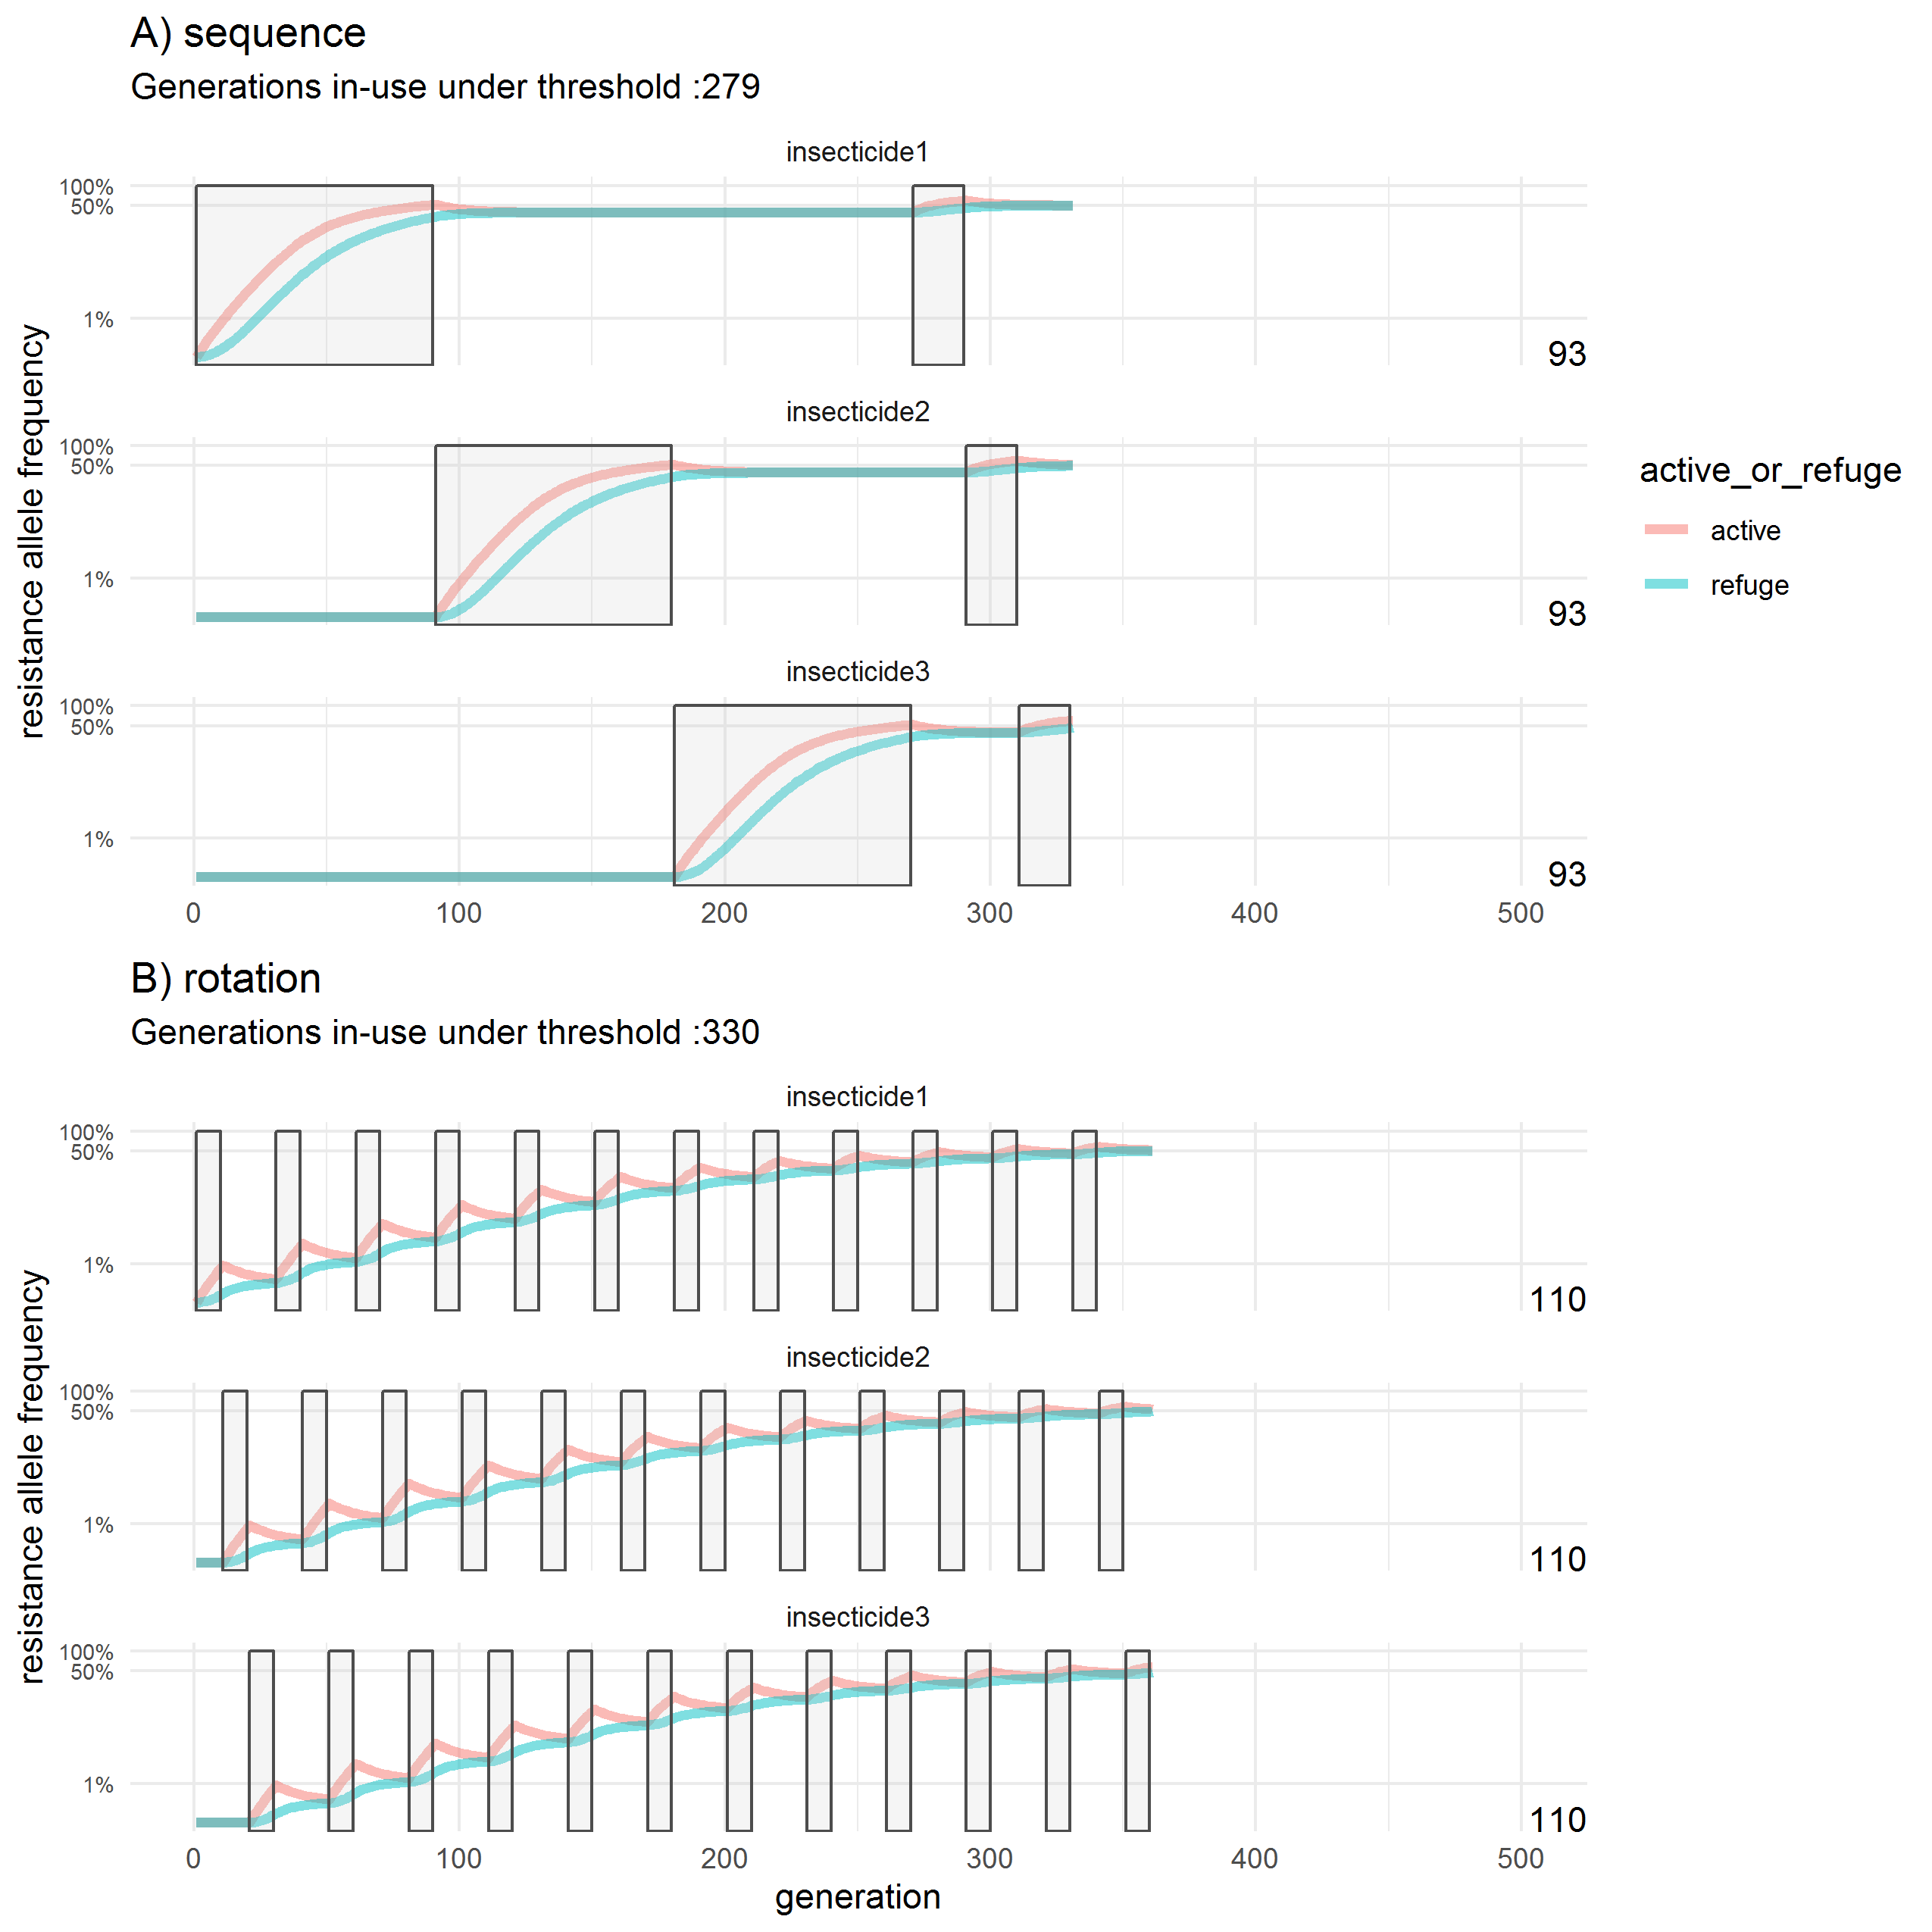 A) sequence
Generations in-use under threshold :279
insecticide1
100%
50%
1%
93
insecticide2
100%
50%
1%
93
insecticide3
100%
50%
1%
93
0 100 200 300 400 500
resistance allele frequency
active_or_refuge
active
refuge
B) rotation
Generations in-use under threshold :330
insecticide1
100%
50%
1%
110
insecticide2
100%
50%
1%
110
insecticide3
100%
50%
1%
110
0 100 200 300 400 500
generation
resistance allele frequency